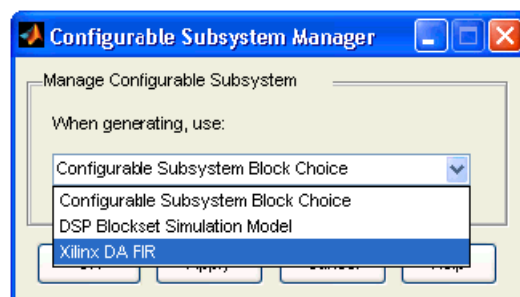 Configurable Subsystem Manager
Manage Configurable Subsystem
When generating, use:
Configurable Subsystem Block Choice
Configurable Subsystem Block Choice
DSP Blockset Simulation Model
Xilinx DA FIR